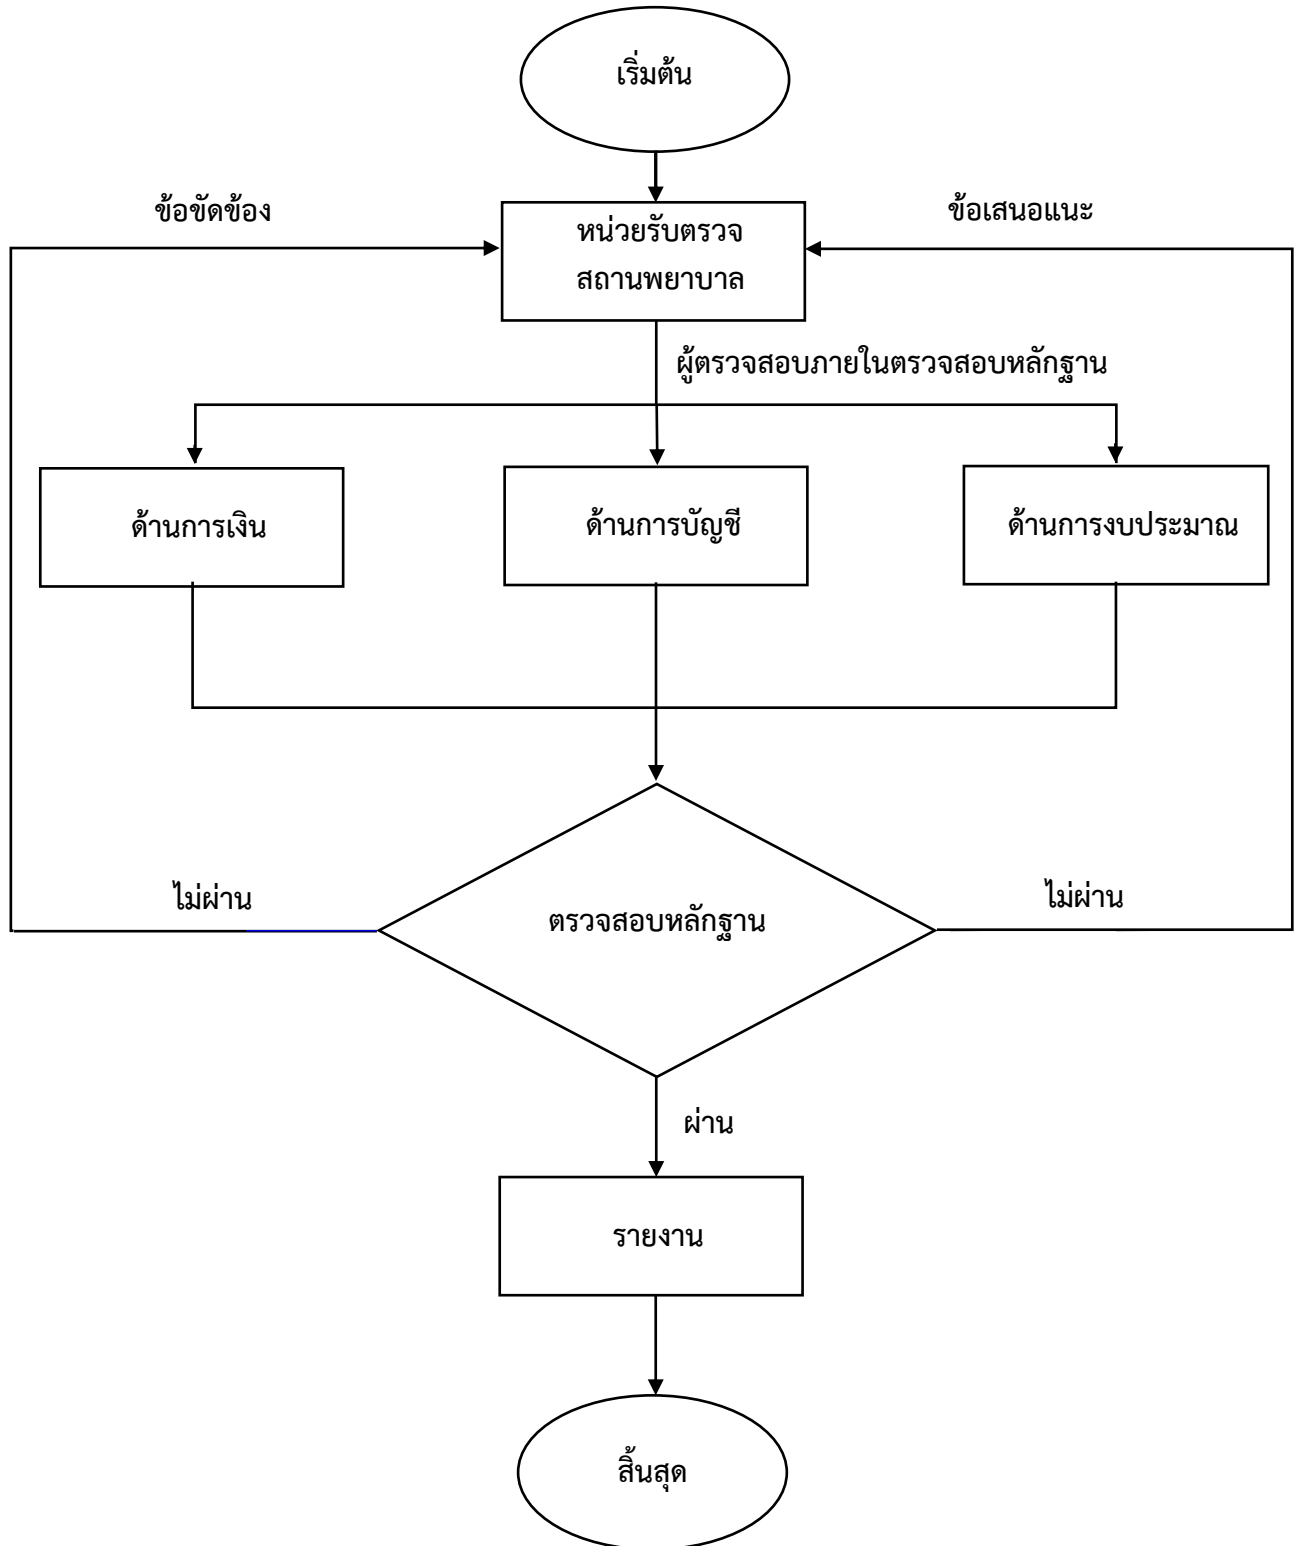 เริ่มต้น
ข้อขัดข้อง
ข้อเสนอแนะ
หน่วยรับตรวจ
สถานพยาบาล
ผู้ตรวจสอบภายในตรวจสอบหลักฐาน
ด้านการเงิน
ด้านการบัญชี
ด้านการงบประมาณ
ไม่ผ่าน
ตรวจสอบหลักฐาน
ไม่ผ่าน
ผ่าน
รายงาน
สิ้นสุด